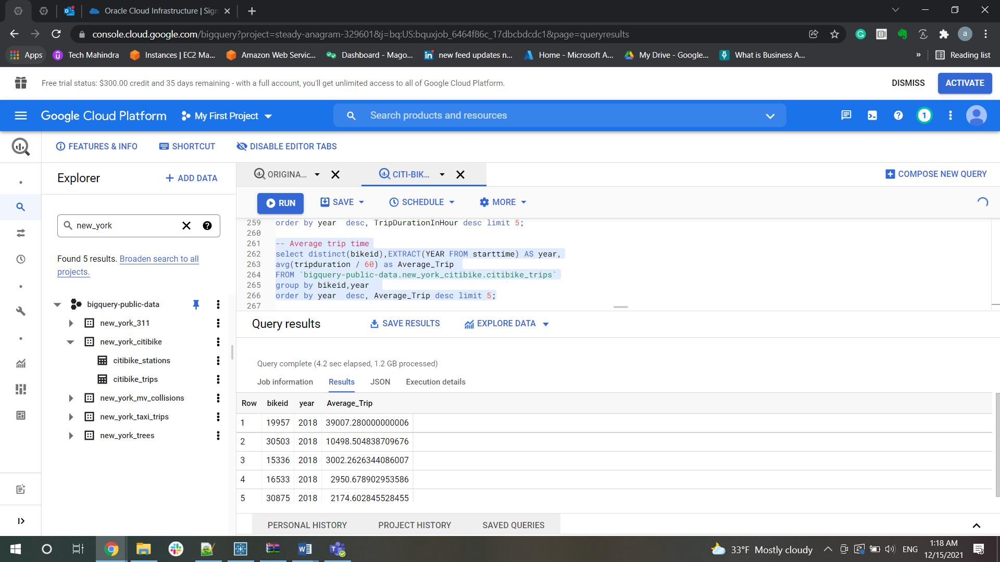 Oracle Cloud Infrastructure | Sign
console.cloud.google.com/bigquery?project=steady-anagram-329601&j=bq:US:bquxjob_6464f86c_17dbcbdcdc1&page=queryresults
Apps Tech Mahindra Instances | EC2 Ma... Amazon Web Servic... Dashboard - Mago... new feed updates n... Home - Microsoft A... My Drive - Google... What is Business A... » Reading list
Free trial status: $300.00 credit and 35 days remaining - with a full account, you'll get unlimited access to all of Google Cloud Platform. DISMISS ACTIVATE
Google Cloud Platform My First Project Search products and resources 1
FEATURES & INFO SHORTCUT DISABLE EDITOR TABS
Explorer + ADD DATA
ORIGINA... CITI-BIK... COMPOSE NEW QUERY
RUN SAVE SCHEDULE MORE
new_york
Found 5 results. Broaden search to all
projects.
bigquery-public-data
new_york_311
new_york_citibike
citibike_stations
citibike_trips
new_york_mv_collisions
new_york_taxi_trips
new_york_trees
259 order by year desc, TripDurationInHour desc limit 5;
260
261 -- Average trip time
262 select distinct(bikeid),EXTRACT(YEAR FROM starttime) AS year,
263 avg(tripduration / 60) as Average_Trip
264 FROM `bigquery-public-data.new_york_citibike.citibike_trips`
265 group by bikeid,year
266 order by year desc, Average_Trip desc limit 5;
267
Query results SAVE RESULTS EXPLORE DATA
Query complete (4.2 sec elapsed, 1.2 GB processed)
Job information Results JSON Execution details
Row bikeid year Average_Trip
1 19957 2018 39007.280000000006
2 30503 2018 10498.504838709676
3 15336 2018 3002.2626344086007
4 16533 2018 2950.678902953586
5 30875 2018 2174.602845528455
PERSONAL HISTORY PROJECT HISTORY SAVED QUERIES
33°F Mostly cloudy ENG 1:18 AM
12/15/2021